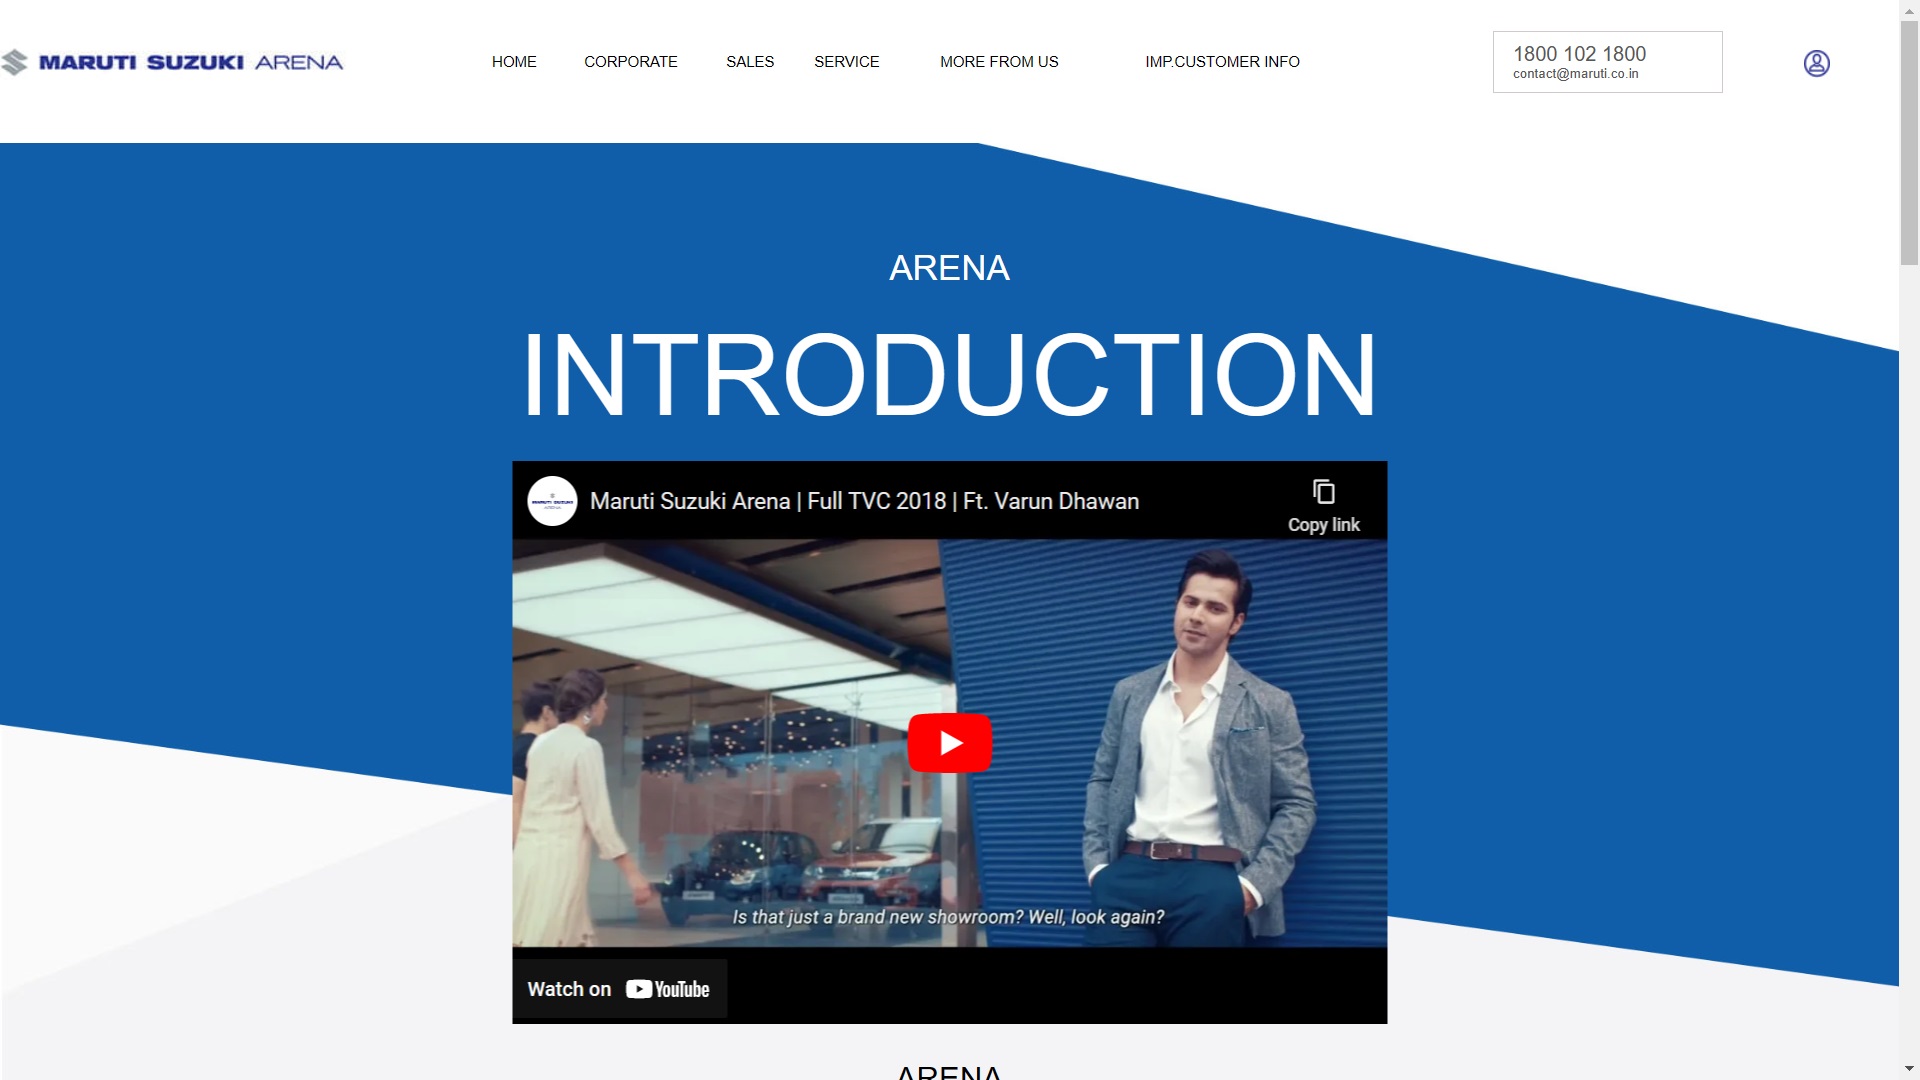 MARUTI SUZUKI ARENA
HOME
CORPORATE
SALES
SERVICE
MORE FROM US
IMP.CUSTOMER INFO
1800 102 1800
contact@maruti.co.in
ARENA
INTRODUCTION
Maruti Suzuki Arena | Full TVC 2018 | Ft. Varun Dhawan
Copy link
Is that just a brand new showroom? Well, look again?
Watch on YouTube
ARENA